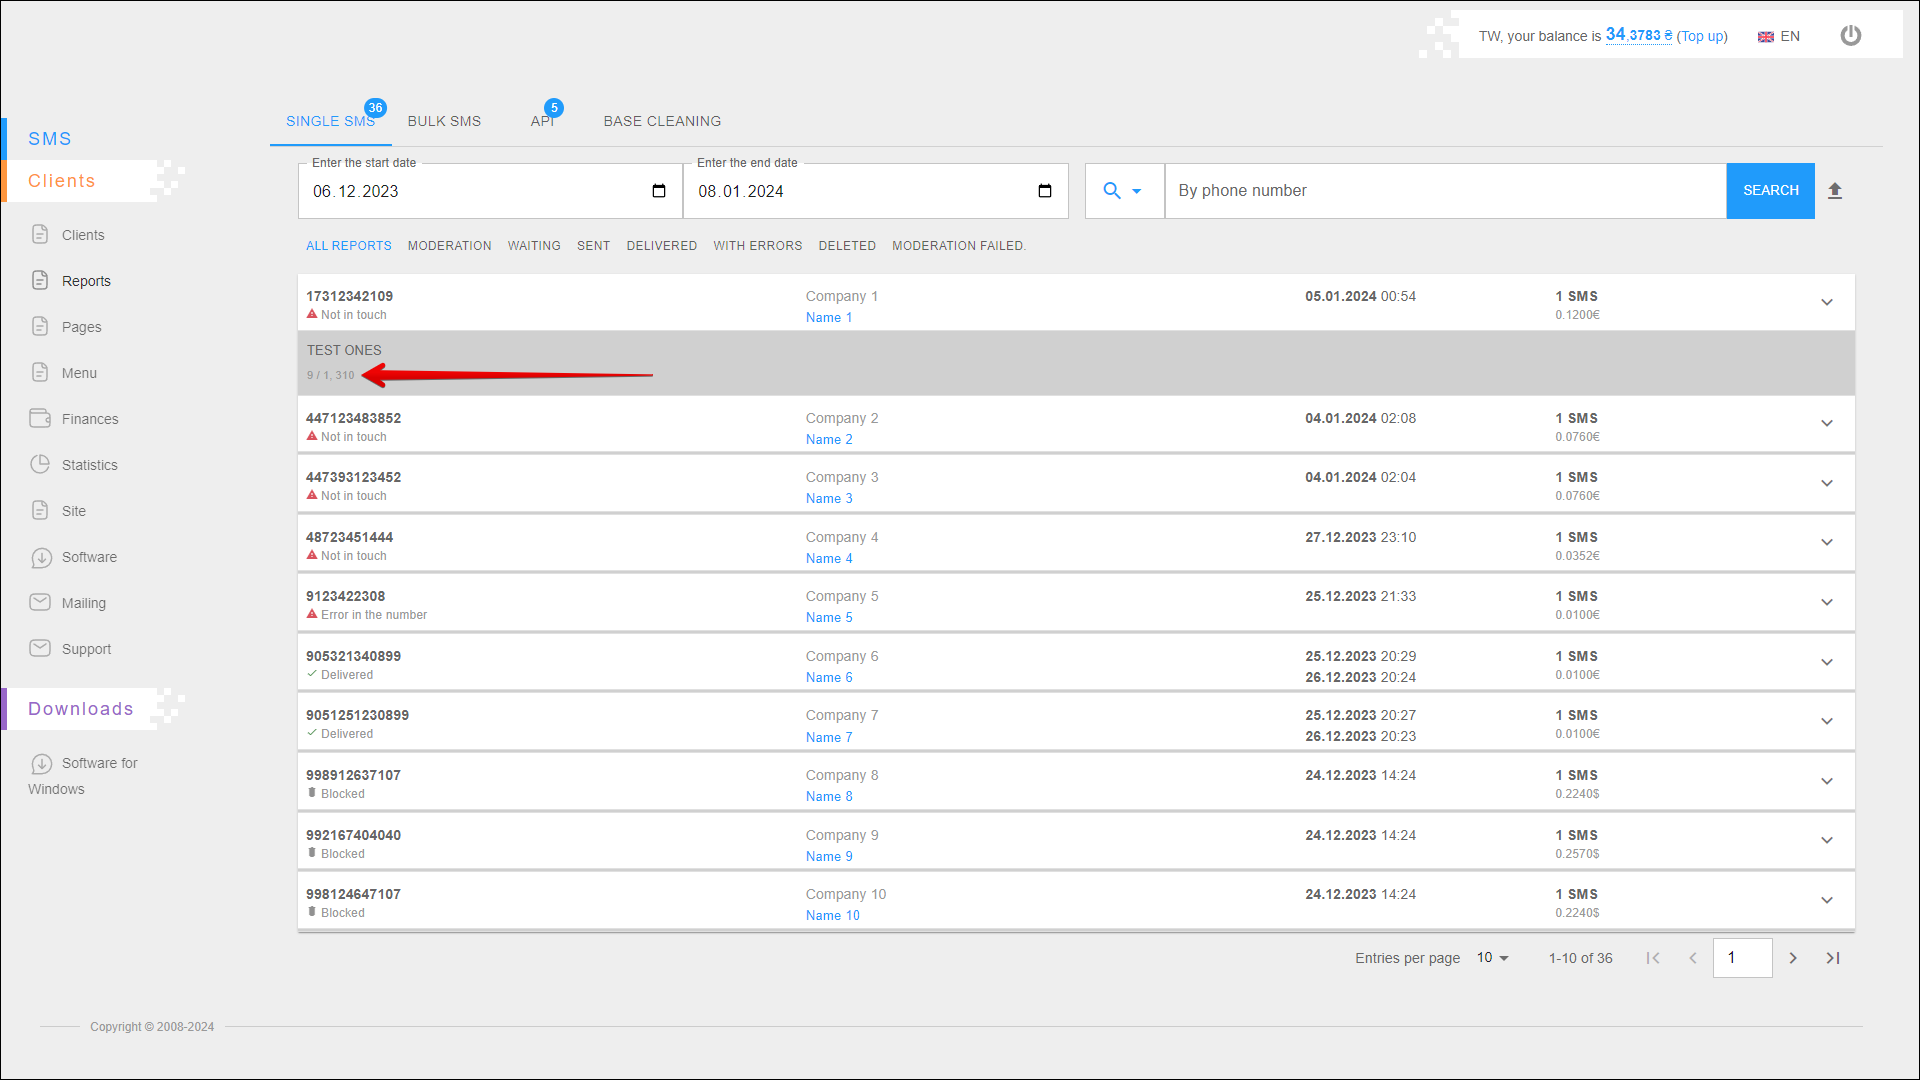 TW, your balance is 34,3783 ₴ (Top up)
EN
SMS
Clients
Clients
Reports
Pages
Menu
Finances
Statistics
Site
Software
Mailing
Support
Downloads
Software for
Windows
SINGLE SMS 36
BULK SMS
API 5
BASE CLEANING
Enter the start date
06.12.2023
Enter the end date
08.01.2024
By phone number
SEARCH
ALL REPORTS MODERATION WAITING SENT DELIVERED WITH ERRORS DELETED MODERATION FAILED.
17312342109 Company 1 05.01.2024 00:54 1 SMS
Not in touch Name 1 0.1200€
TEST ONES
9 / 1, 310
447123483852 Company 2 04.01.2024 02:08 1 SMS
Not in touch Name 2 0.0760€
447393123452 Company 3 04.01.2024 02:04 1 SMS
Not in touch Name 3 0.0760€
48723451444 Company 4 27.12.2023 23:10 1 SMS
Not in touch Name 4 0.0352€
9123422308 Company 5 25.12.2023 21:33 1 SMS
Error in the number Name 5 0.0100€
905321340899 Company 6 25.12.2023 20:29 1 SMS
Delivered Name 6 26.12.2023 20:24 0.0100€
9051251230899 Company 7 25.12.2023 20:27 1 SMS
Delivered Name 7 26.12.2023 20:23 0.0100€
998912637107 Company 8 24.12.2023 14:24 1 SMS
Blocked Name 8 0.2240$
992167404040 Company 9 24.12.2023 14:24 1 SMS
Blocked Name 9 0.2570$
998124647107 Company 10 24.12.2023 14:24 1 SMS
Blocked Name 10 0.2240$
Entries per page 10 1-10 of 36 1
Copyright © 2008-2024